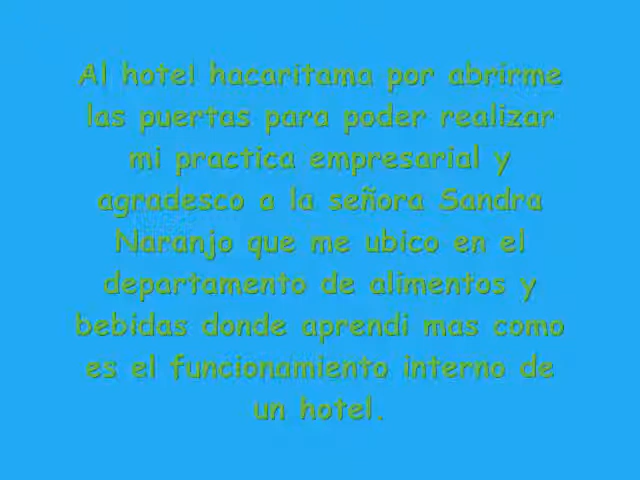 Al hotel hacaritama por abrirme
las puertas para poder realizar
mi practica empresarial y
agradesco a la señora Sandra
Naranjo que me ubico en el
departamento de alimentos y
bebidas donde aprendi mas como
es el funcionamiento interno de
un hotel.